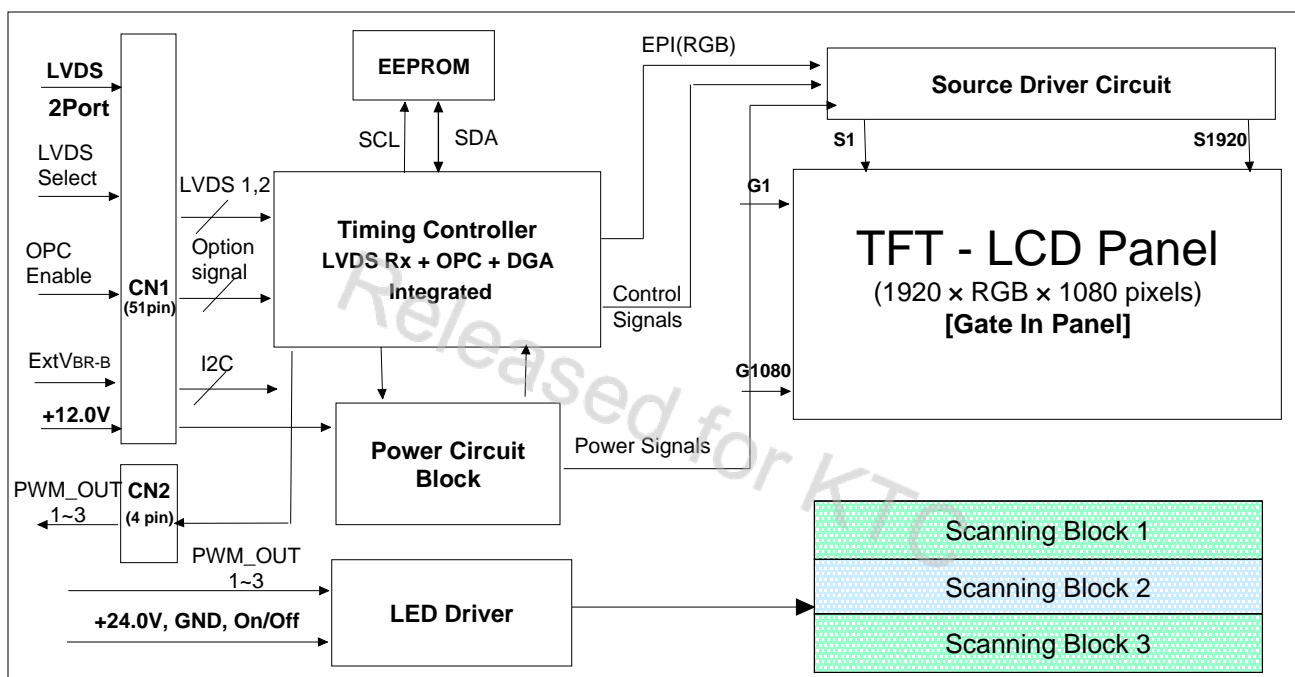 LVDS
2Port
LVDS
Select
OPC
Enable
ExtVBR-B
+12.0V
CN1
(51pin)
LVDS 1,2
Option
signal
I2C
EEPROM
SCL
SDA
Timing Controller
LVDS Rx + OPC + DGA
Integrated
Power Circuit
Block
EPI(RGB)
Control
Signals
Power Signals
Source Driver Circuit
S1
S1920
G1
G1080
TFT - LCD Panel
(1920 × RGB × 1080 pixels)
[Gate In Panel]
PWM_OUT
1~3
CN2
(4 pin)
PWM_OUT
1~3
+24.0V, GND, On/Off
LED Driver
Scanning Block 1
Scanning Block 2
Scanning Block 3
Released for KTC